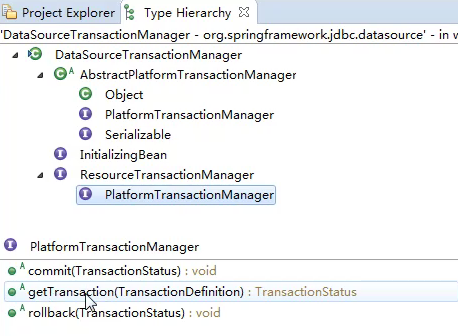 Project Explorer Type Hierarchy
'DataSourceTransactionManager - org.springframework.jdbc.datasource' - in w
DataSourceTransactionManager
AbstractPlatformTransactionManager
Object
PlatformTransactionManager
Serializable
InitializingBean
ResourceTransactionManager
PlatformTransactionManager
PlatformTransactionManager
commit(TransactionStatus) : void
getTransaction(TransactionDefinition) : TransactionStatus
rollback(TransactionStatus) : void